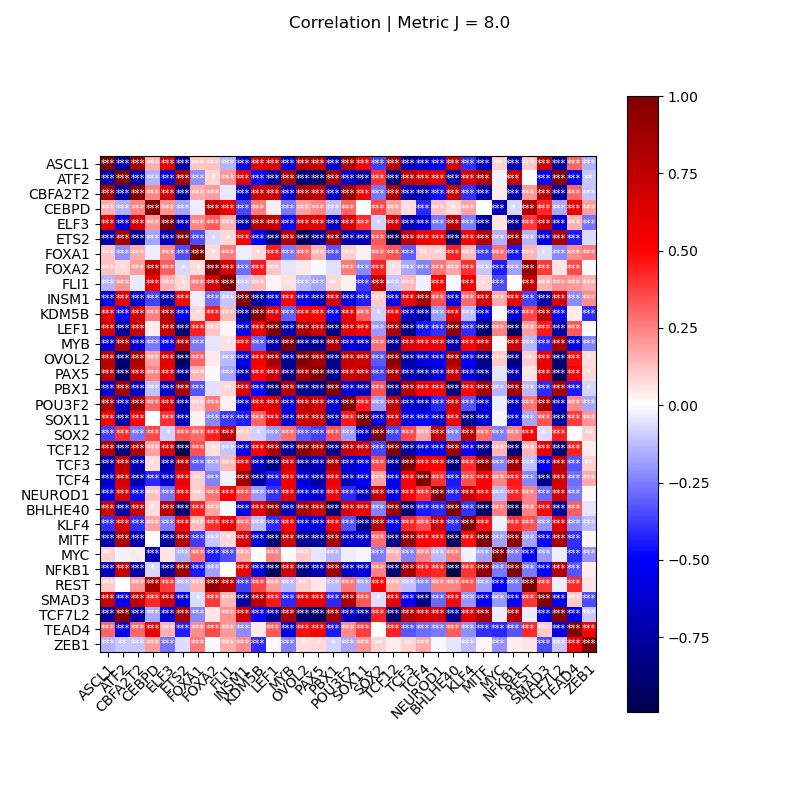 Correlation | Metric J = 8.0
ASCL1
ATF2
CBFA2T2
CEBPD
ELF3
ETS2
FOXA1
FOXA2
FLI1
INSM1
KDM5B
LEF1
MYB
OVOL2
PAX5
PBX1
POU3F2
SOX11
SOX2
TCF12
TCF3
TCF4
NEUROD1
BHLHE40
KLF4
MITF
MYC
NFKB1
REST
SMAD3
TCF7L2
TEAD4
ZEB1
ASCL1
ATF2
CBFA2T2
CEBPD
ELF3
ETS2
FOXA1
FOXA2
FLI1
INSM1
KDM5B
LEF1
MYB
OVOL2
PAX5
PBX1
POU3F2
SOX11
SOX2
TCF12
TCF3
TCF4
NEUROD1
BHLHE40
KLF4
MITF
MYC
NFKB1
REST
SMAD3
TCF7L2
TEAD4
ZEB1
1.00
0.75
0.50
0.25
0.00
−0.25
−0.50
−0.75